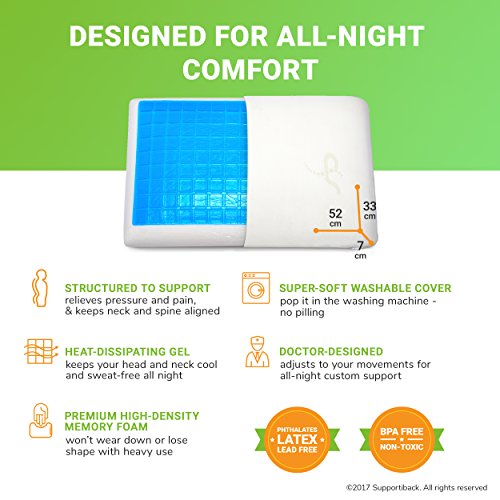 DESIGNED FOR ALL-NIGHT
COMFORT
52
cm
33
cm
7
cm
STRUCTURED TO SUPPORT
relieves pressure and pain,
& keeps neck and spine aligned
SUPER-SOFT WASHABLE COVER
pop it in the washing machine -
no pilling
HEAT-DISSIPATING GEL
keeps your head and neck cool
and sweat-free all night
DOCTOR-DESIGNED
adjusts to your movements for
all-night custom support
PREMIUM HIGH-DENSITY
MEMORY FOAM
won't wear down or lose
shape with heavy use
PHTHALATES
LATEX
LEAD FREE
BPA FREE
NON-TOXIC
©2017 Supportiback. All rights reserved